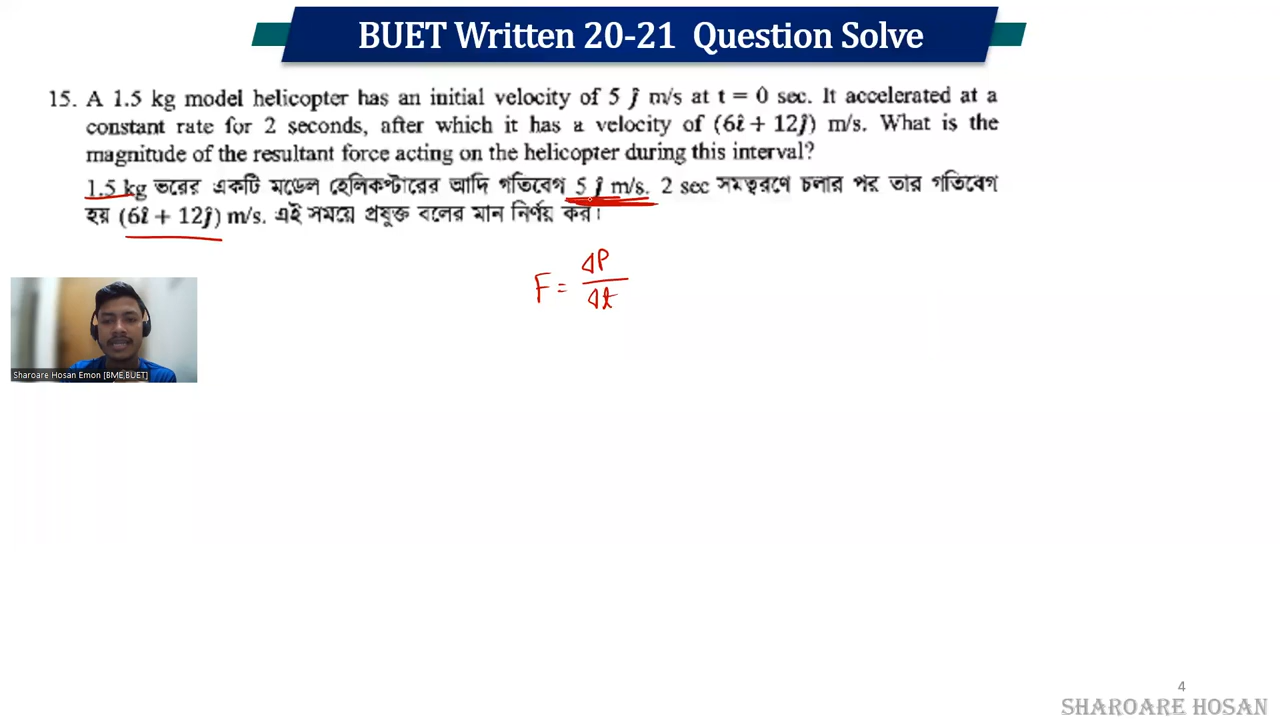 BUET Written 20-21 Question Solve
15. A 1.5 kg model helicopter has an initial velocity of 5 ĵ m/s at t = 0 sec. It accelerated at a
constant rate for 2 seconds, after which it has a velocity of (6î + 12ĵ) m/s. What is the
magnitude of the resultant force acting on the helicopter during this interval?
1.5 kg ভরের একটি মডেল হেলিকপ্টারের আদি গতিবেগ 5 ĵ m/s. 2 sec সমত্বরণে চলার পর তার গতিবেগ
হয় (6î + 12ĵ) m/s. এই সময়ে প্রযুক্ত বলের মান নির্ণয় কর।
F = ΔP / Δt
Sharoare Hosan Emon [BME,BUET]
4
SHAROARE HOSAN